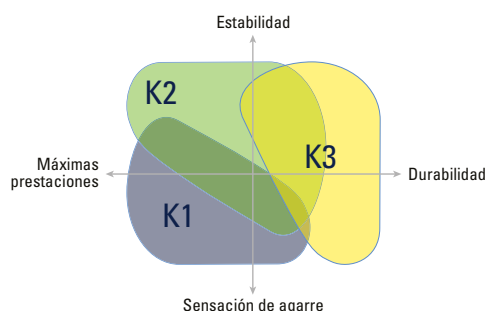 Estabilidad
K2
K3
Máximas
prestaciones
Durabilidad
K1
Sensación de agarre